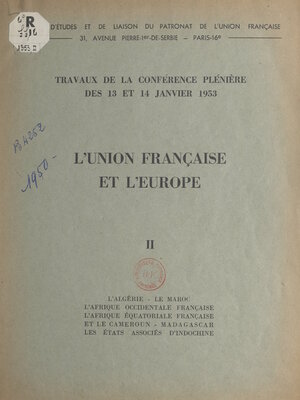 R
D'ÉTUDES ET DE LIAISON DU PATRONAT DE L'UNION FRANÇAISE
31, AVENUE PIERRE-Ier-DE-SERBIE — PARIS-16e
TRAVAUX DE LA CONFERENCE PLÉNIÈRE
DES 13 ET 14 JANVIER 1953
L'UNION FRANÇAISE
ET L'EUROPE
1950 -
II
L'ALGÉRIE - LE MAROC
L'AFRIQUE OCCIDENTALE FRANÇAISE
L'AFRIQUE ÉQUATORIALE FRANÇAISE
ET LE CAMEROUN - MADAGASCAR
LES ÉTATS ASSOCIÉS D'INDOCHINE